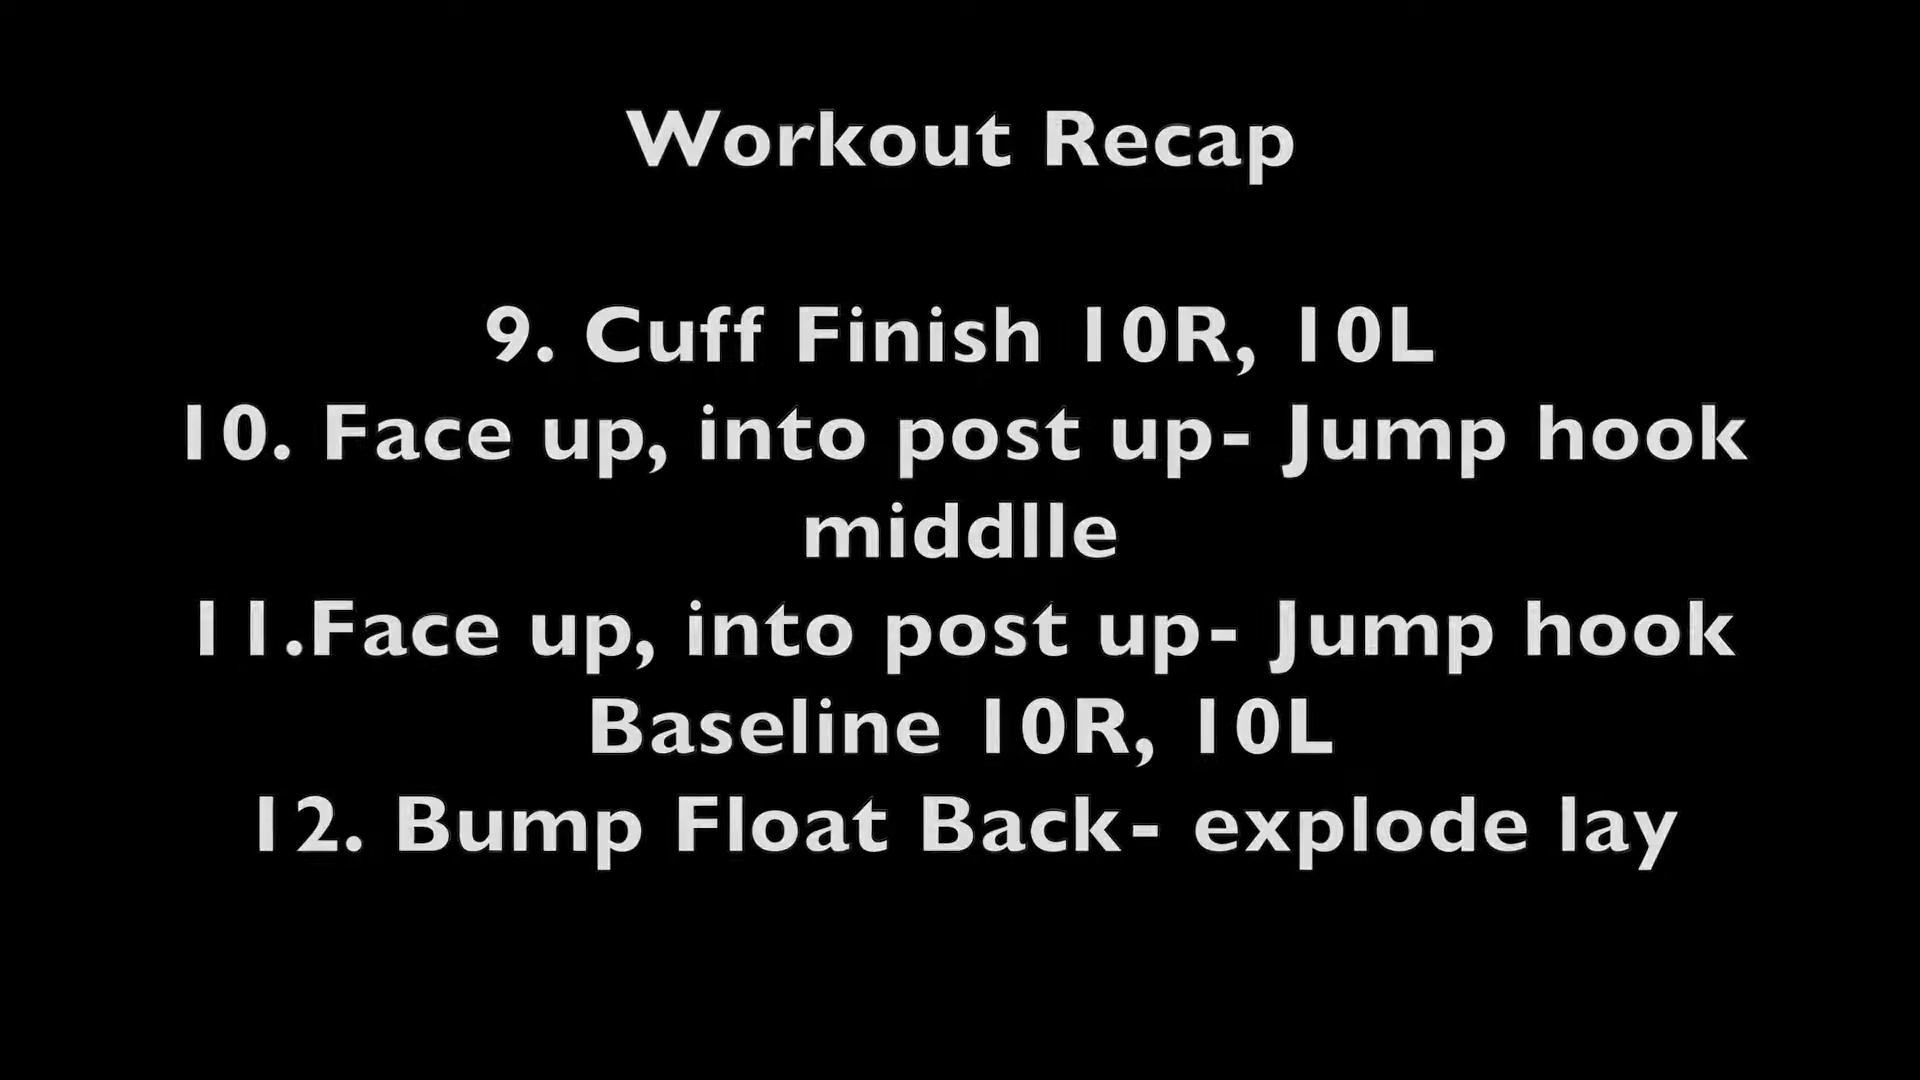 Workout Recap
9. Cuff Finish 10R, 10L
10. Face up, into post up- Jump hook
middlle
11.Face up, into post up- Jump hook
Baseline 10R, 10L
12. Bump Float Back- explode lay